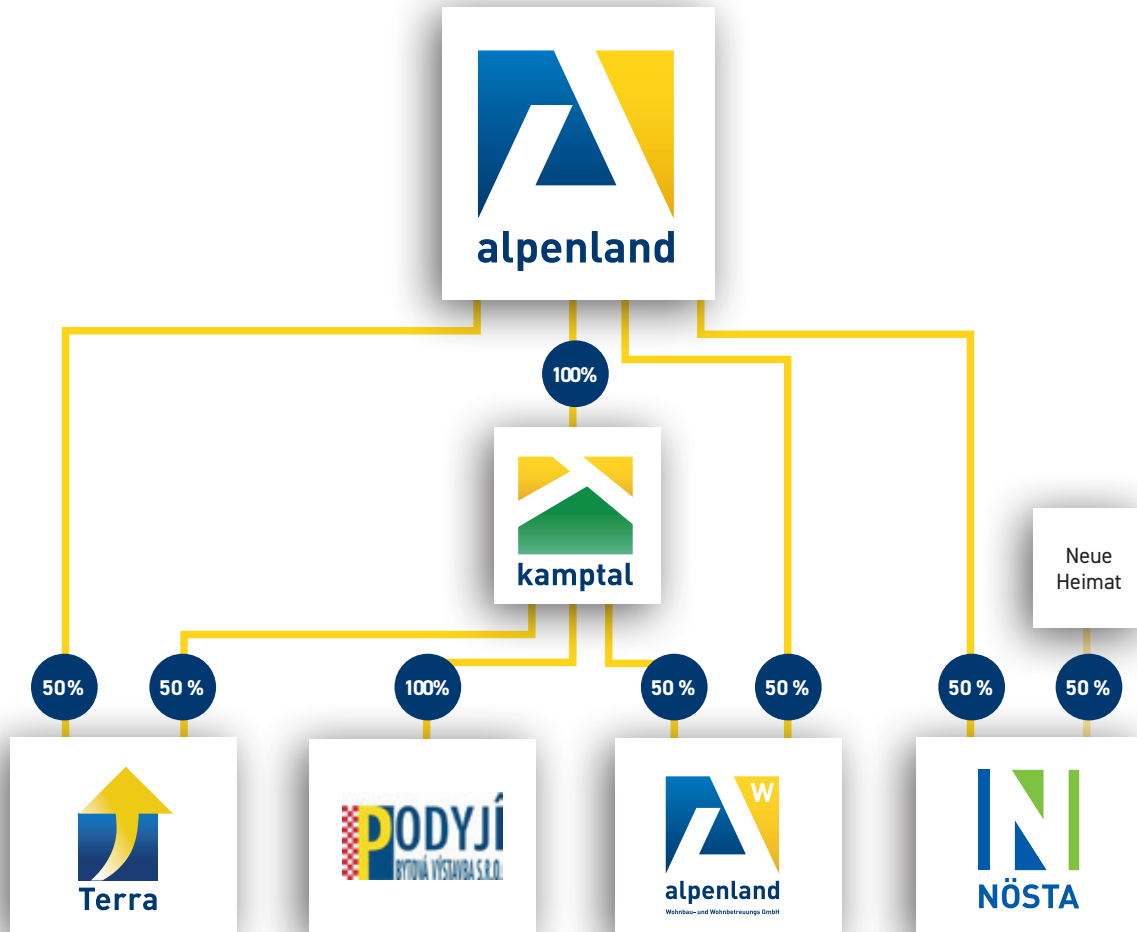 alpenland
100%
kamptal
Neue
Heimat
50%
50 %
100%
50 %
50 %
50 %
50 %
Terra
PODYJÍ
BYTOVÁ VÝSTAVBA S.R.O.
W
alpenland
Wohnbau- und Wohnbetreuungs GmbH
NÖSTA